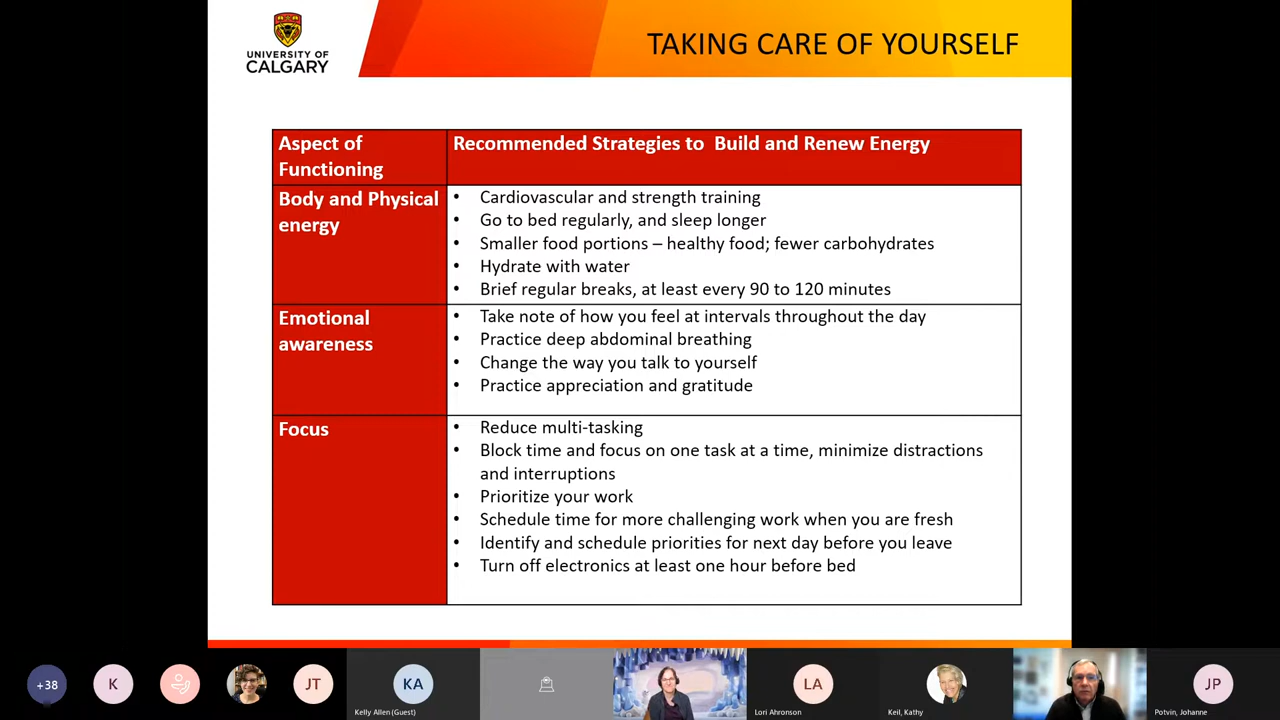 UNIVERSITY OF
CALGARY
TAKING CARE OF YOURSELF
Aspect of
Functioning
Recommended Strategies to  Build and Renew Energy
Body and Physical
energy
• Cardiovascular and strength training
• Go to bed regularly, and sleep longer
• Smaller food portions – healthy food; fewer carbohydrates
• Hydrate with water
• Brief regular breaks, at least every 90 to 120 minutes
Emotional
awareness
• Take note of how you feel at intervals throughout the day
• Practice deep abdominal breathing
• Change the way you talk to yourself
• Practice appreciation and gratitude
Focus
• Reduce multi-tasking
• Block time and focus on one task at a time, minimize distractions
and interruptions
• Prioritize your work
• Schedule time for more challenging work when you are fresh
• Identify and schedule priorities for next day before you leave
• Turn off electronics at least one hour before bed
+38
K
JT
KA
LA
JP
Kelly Allen (Guest)
Lori Ahronson
Keil, Kathy
Potvin, Johanne